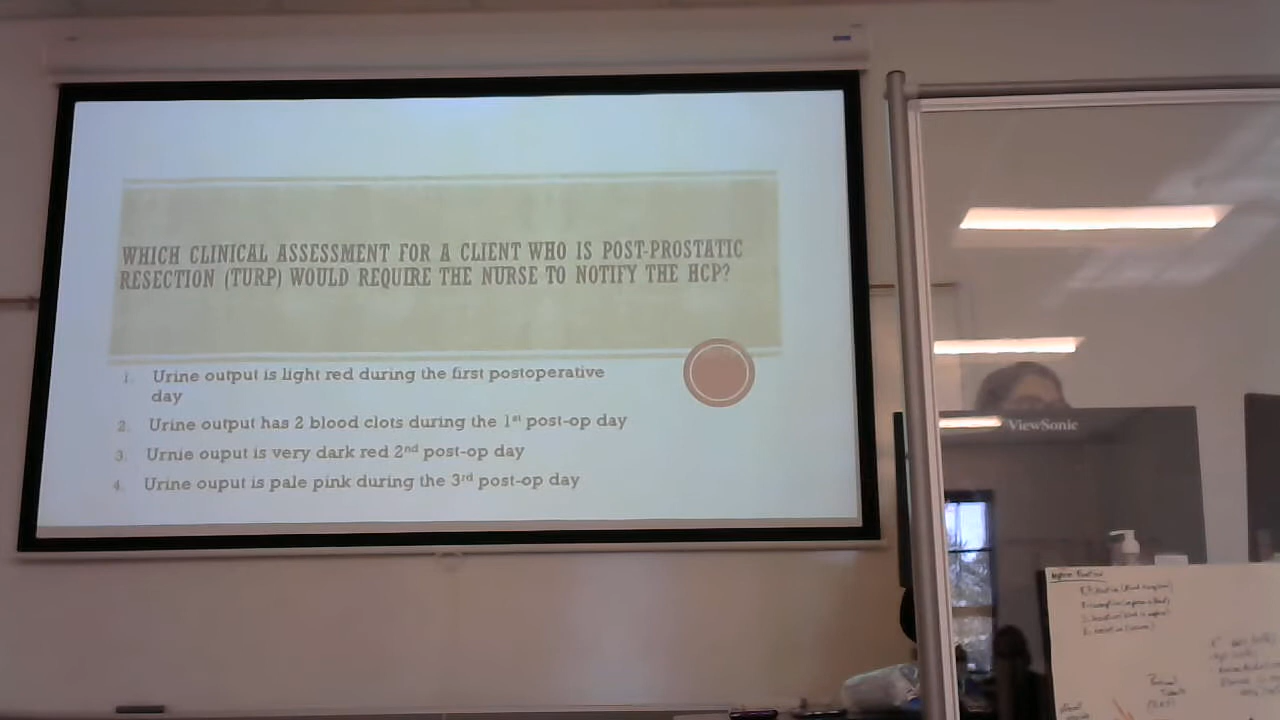 WHICH CLINICAL ASSESSMENT FOR A CLIENT WHO IS POST-PROSTATIC
RESECTION (TURP) WOULD REQUIRE THE NURSE TO NOTIFY THE HCP?
1. Urine output is light red during the first postoperative
day
2. Urine output has 2 blood clots during the 1st post-op day
3. Urnie ouput is very dark red 2nd post-op day
4. Urine ouput is pale pink during the 3rd post-op day
ViewSonic